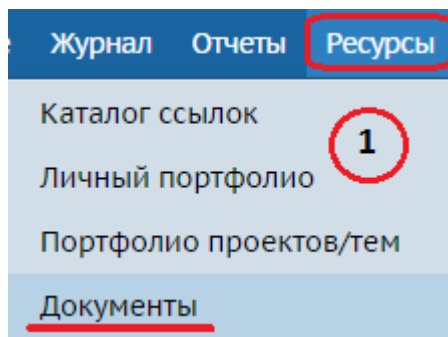 Журнал Отчеты Ресурсы
Каталог ссылок
1
Личный портфолио
Портфолио проектов/тем
Документы